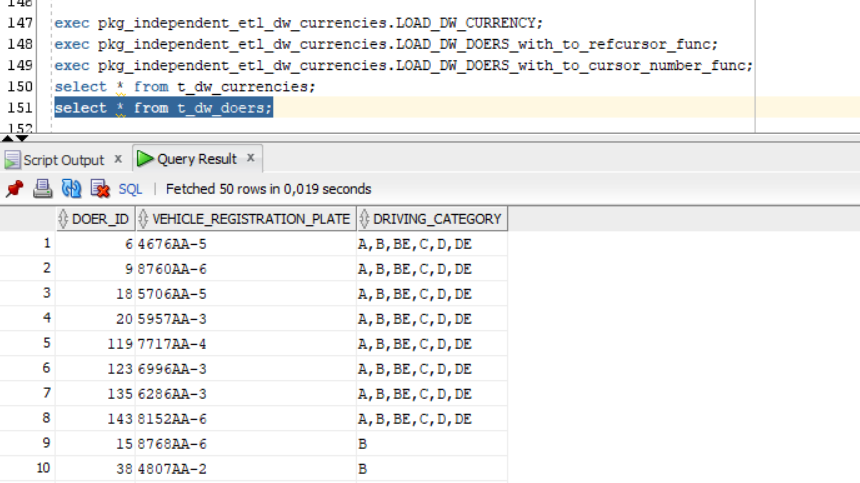 146
147 exec pkg_independent_etl_dw_currencies.LOAD_DW_CURRENCY;
148 exec pkg_independent_etl_dw_currencies.LOAD_DW_DOERS_with_to_refcursor_func;
149 exec pkg_independent_etl_dw_currencies.LOAD_DW_DOERS_with_to_cursor_number_func;
150 select * from t_dw_currencies;
151 select * from t_dw_doers;
152
Script Output x Query Result x
SQL | Fetched 50 rows in 0,019 seconds
DOER_ID VEHICLE_REGISTRATION_PLATE DRIVING_CATEGORY
1 6 4676AA-5 A,B,BE,C,D,DE
2 9 8760AA-6 A,B,BE,C,D,DE
3 18 5706AA-5 A,B,BE,C,D,DE
4 20 5957AA-3 A,B,BE,C,D,DE
5 119 7717AA-4 A,B,BE,C,D,DE
6 123 6996AA-3 A,B,BE,C,D,DE
7 135 6286AA-3 A,B,BE,C,D,DE
8 143 8152AA-6 A,B,BE,C,D,DE
9 15 8768AA-6 B
10 38 4807AA-2 B